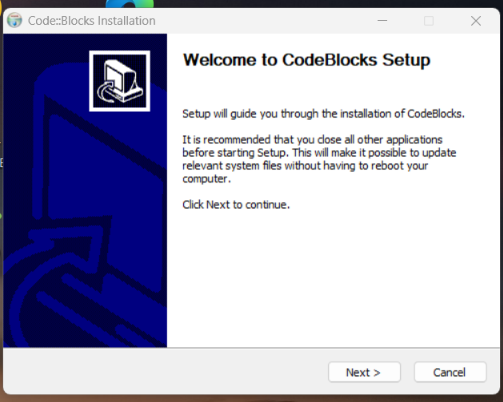 Code::Blocks Installation
Welcome to CodeBlocks Setup
Setup will guide you through the installation of CodeBlocks.
It is recommended that you close all other applications
before starting Setup. This will make it possible to update
relevant system files without having to reboot your
computer.
Click Next to continue.
Next >
Cancel